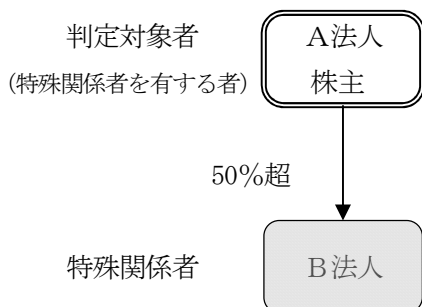 判定対象者
(特殊関係者を有する者)
Ａ法人
株主
50％超
特殊関係者
Ｂ法人